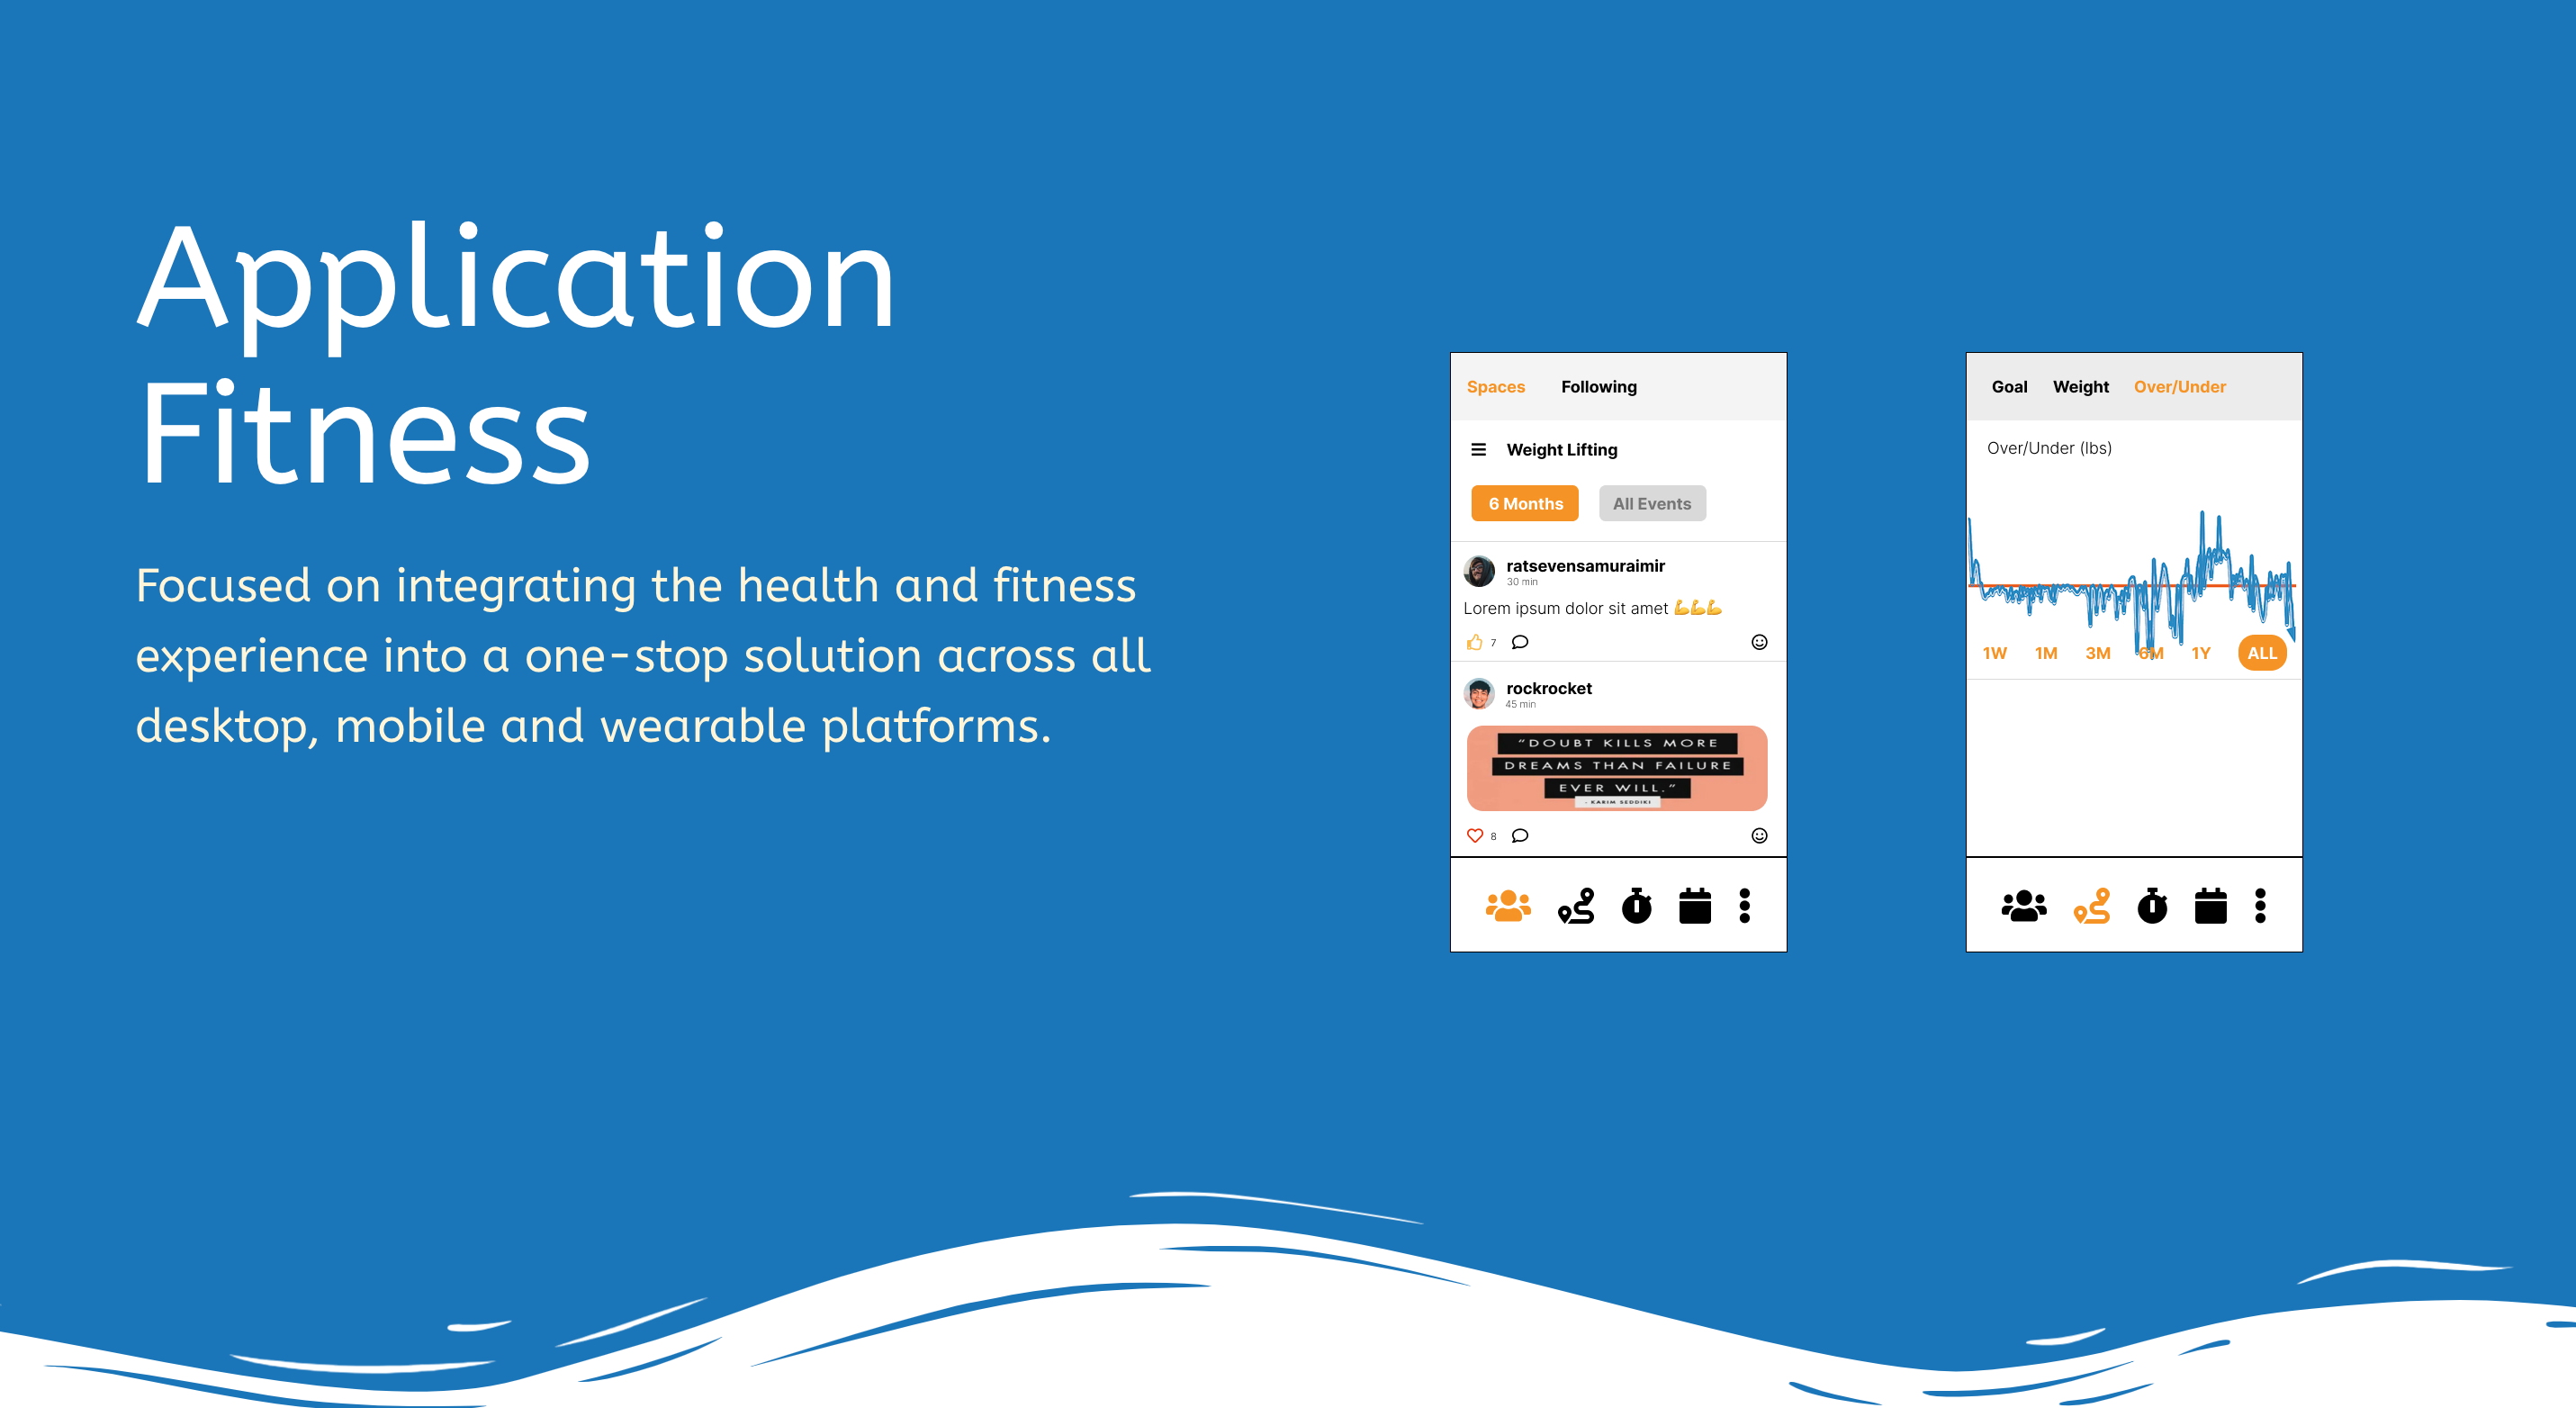 Application
Fitness
Focused on integrating the health and fitness
experience into a one-stop solution across all
desktop, mobile and wearable platforms.
Spaces Following
Weight Lifting
6 Months All Events
ratsevensamuraimir
30 min
Lorem ipsum dolor sit amet 💪💪💪
7
rockrocket
45 min
"DOUBT KILLS MORE
DREAMS THAN FAILURE
EVER WILL."
- KARIM SEDDIKI
8
Goal Weight Over/Under
Over/Under (lbs)
1W 1M 3M 6M 1Y ALL